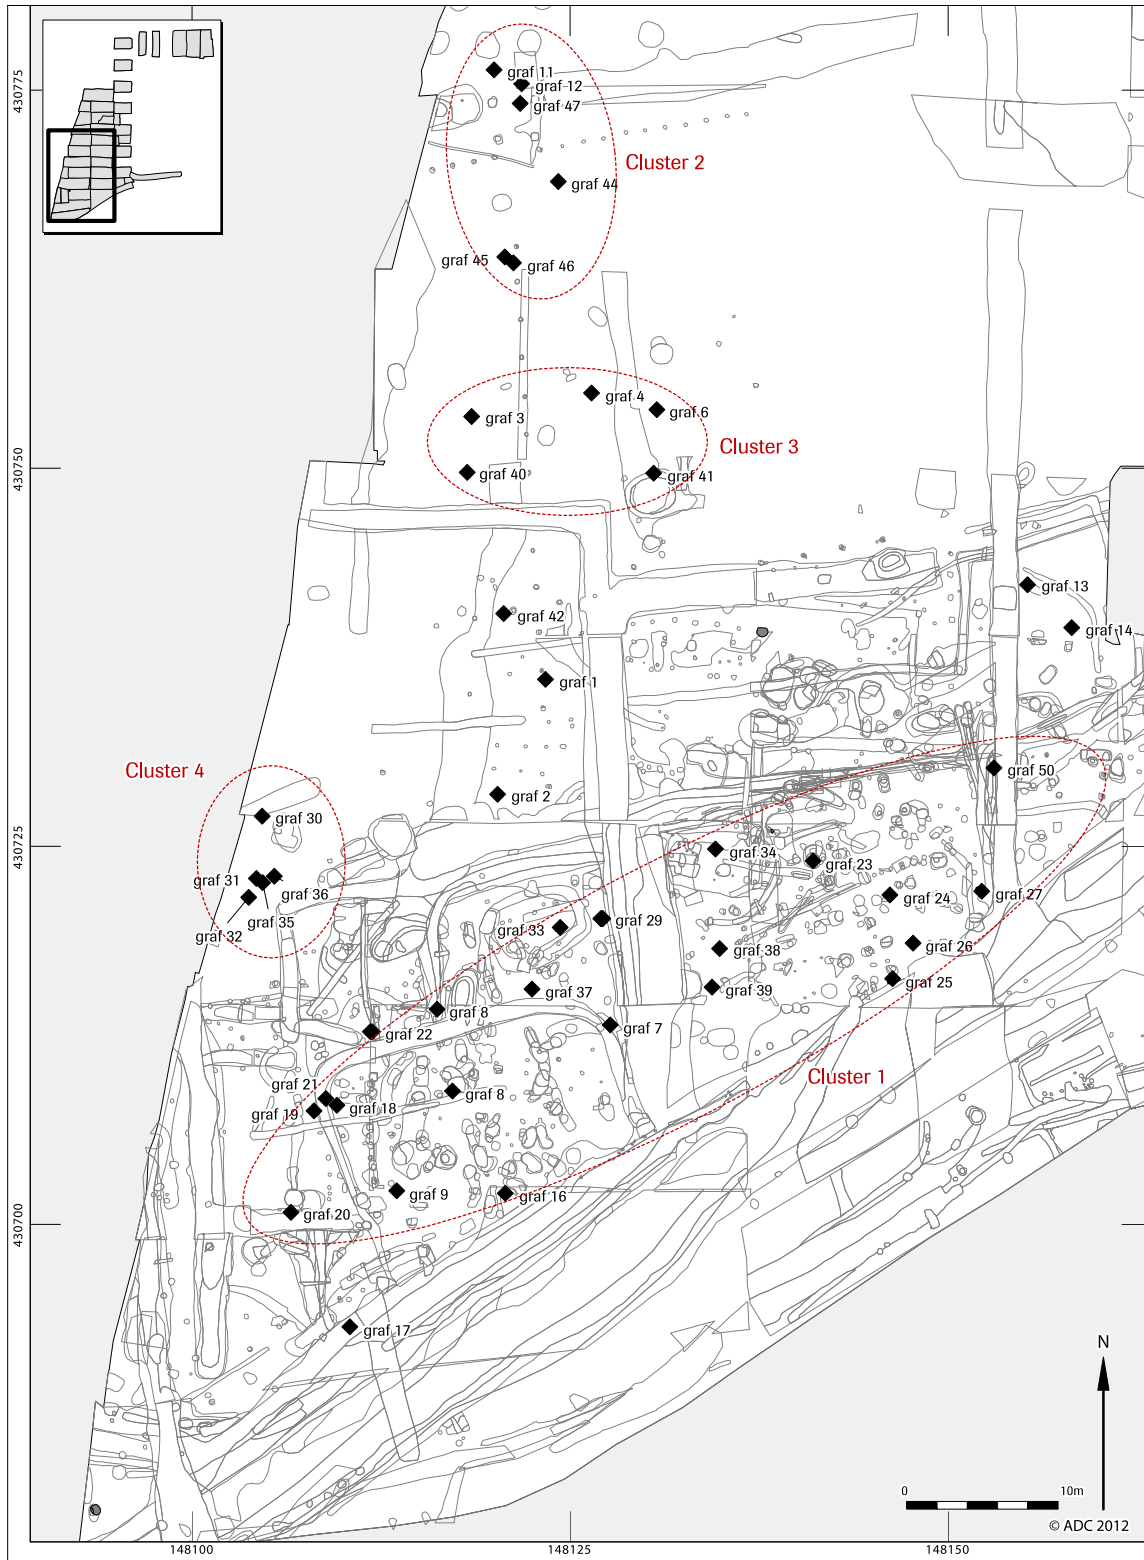 430775
graf 11
graf 12
graf 47
Cluster 2
graf 44
graf 45
graf 46
graf 4
graf 3
graf 6
Cluster 3
430750
graf 40
graf 41
graf 13
graf 42
graf 14
graf 1
Cluster 4
graf 50
graf 2
graf 30
430725
graf 34
graf 23
graf 31
graf 36
graf 24
graf 27
graf 35
graf 32
graf 33
graf 29
graf 38
graf 26
graf 37
graf 39
graf 25
graf 8
graf 22
graf 7
Cluster 1
graf 21
graf 8
graf 19
graf 18
graf 9
graf 16
graf 20
430700
graf 17
N
0
10m
© ADC 2012
148100
148125
148150